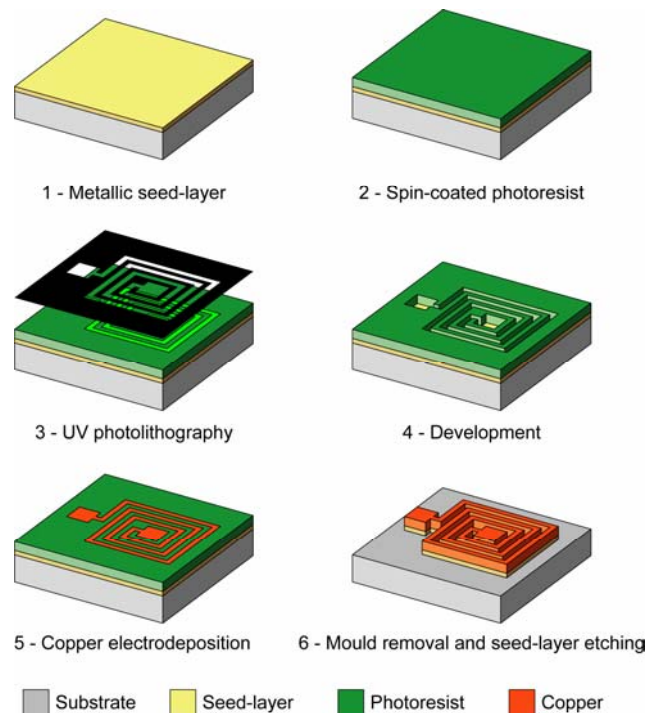 1 - Metallic seed-layer
2 - Spin-coated photoresist
3 - UV photolithography
4 - Development
5 - Copper electrodeposition
6 - Mould removal and seed-layer etching
Substrate
Seed-layer
Photoresist
Copper